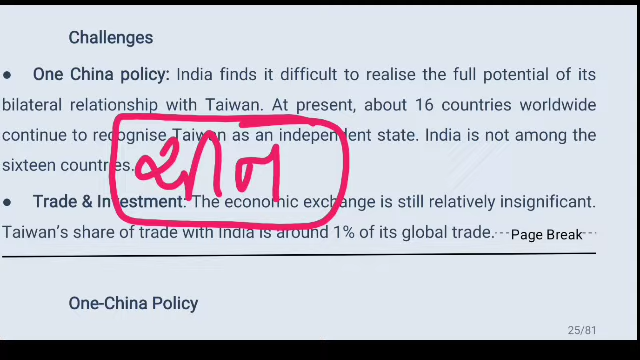 Challenges
● One China policy: India finds it difficult to realise the full potential of its
bilateral relationship with Taiwan. At present, about 16 countries worldwide
continue to recognise Taiwan as an independent state. India is not among the
sixteen countries.
● Trade & Investment: The economic exchange is still relatively insignificant.
Taiwan's share of trade with India is around 1% of its global trade.
Page Break
One-China Policy
25/81